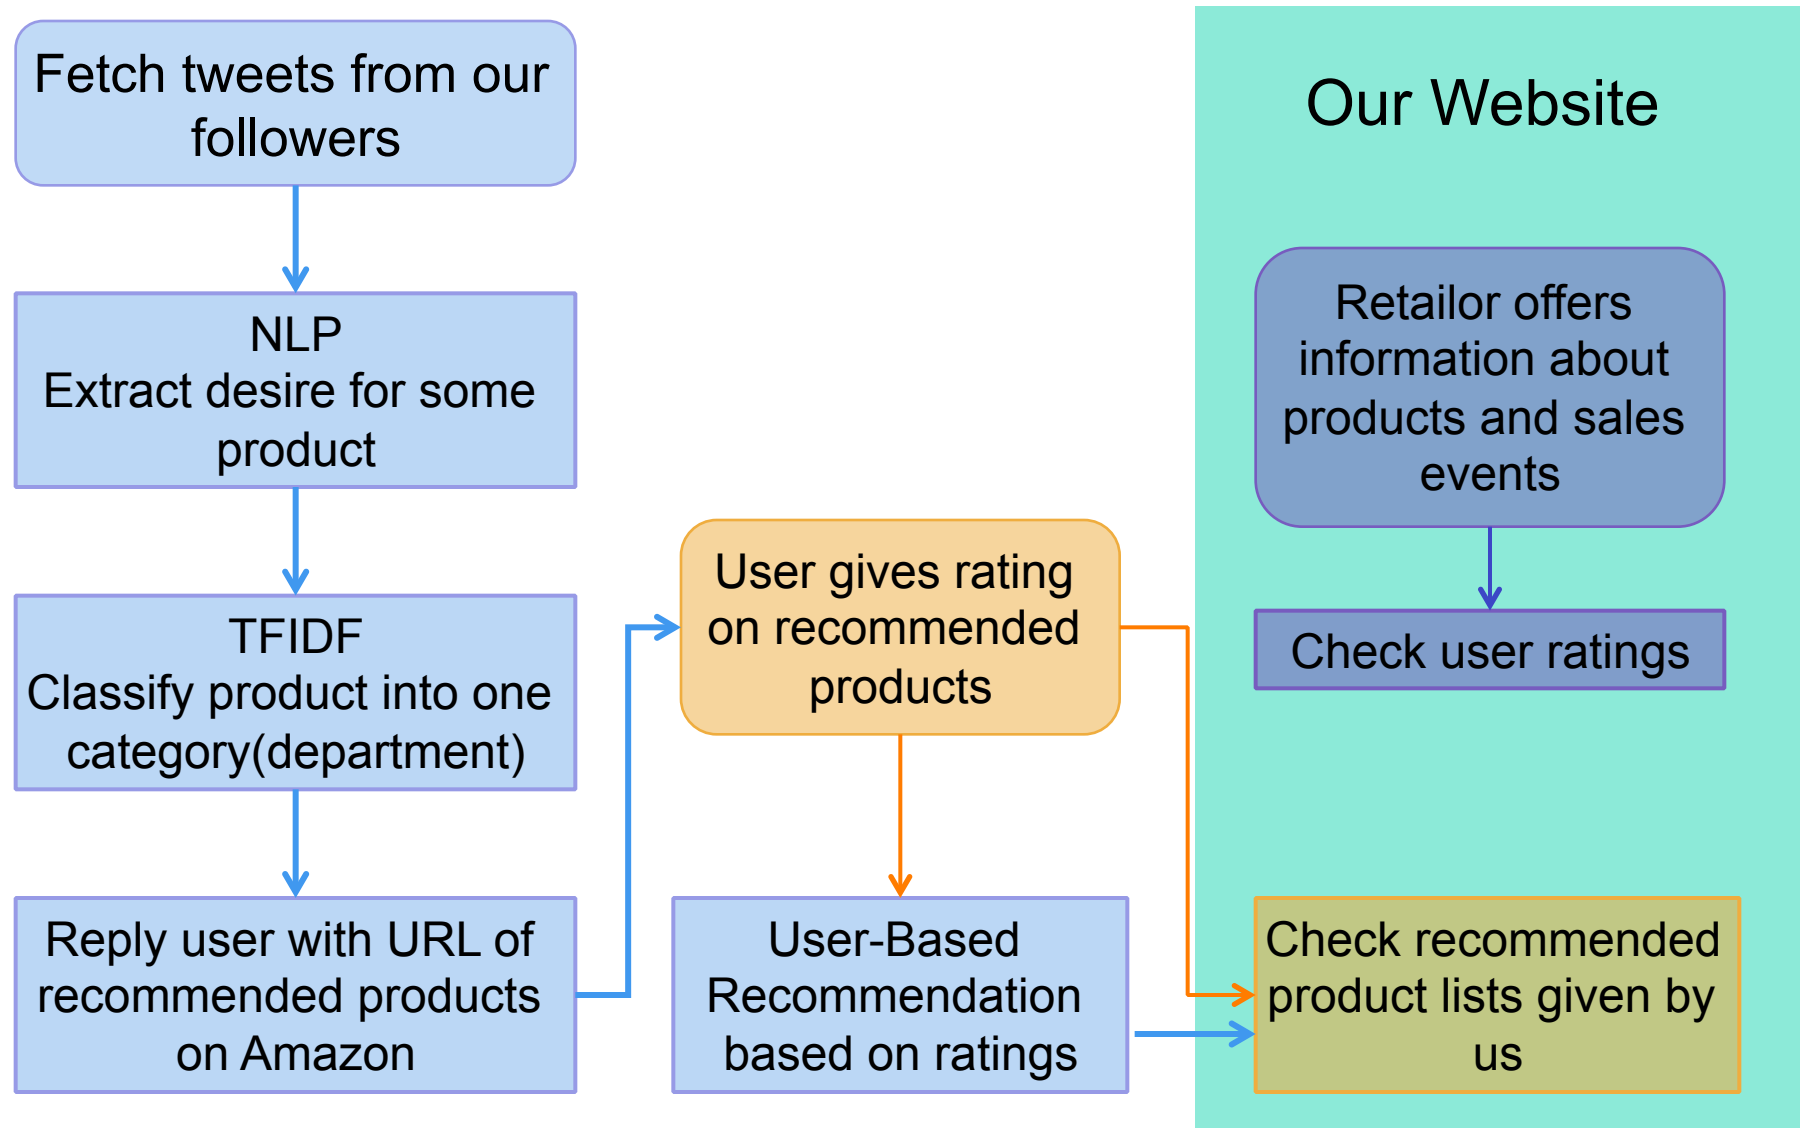 Fetch tweets from our
followers
NLP
Extract desire for some
product
TFIDF
Classify product into one
category(department)
Reply user with URL of
recommended products
on Amazon
User gives rating
on recommended
products
User-Based
Recommendation
based on ratings
Our Website
Retailor offers
information about
products and sales
events
Check user ratings
Check recommended
product lists given by
us